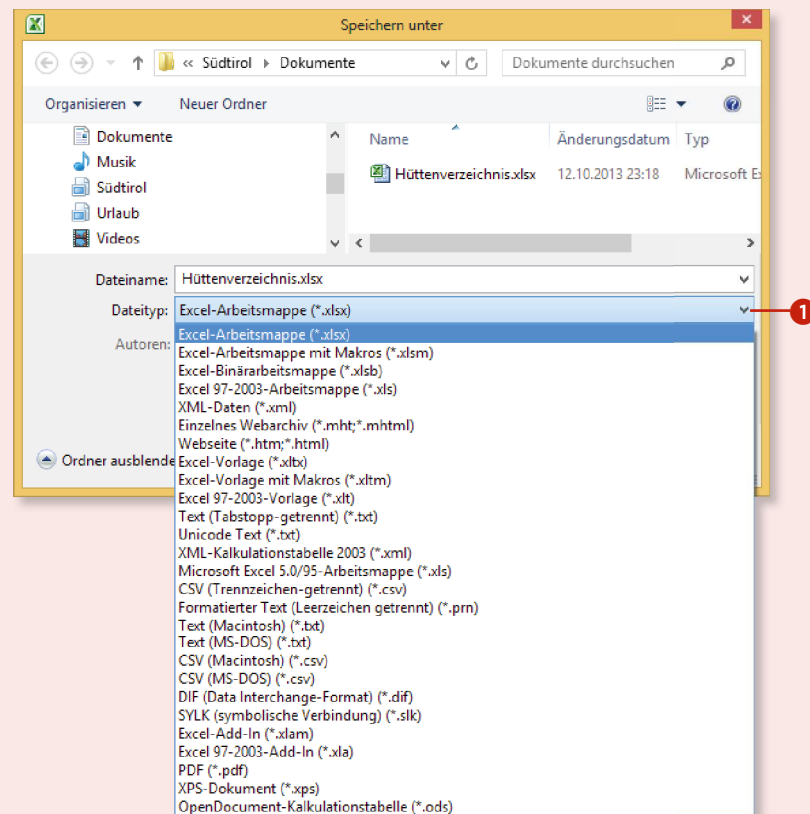 Speichern unter
« Südtirol Dokumente Dokumente durchsuchen
Organisieren Neuer Ordner
Dokumente
Musik
Südtirol
Urlaub
Videos
Name Änderungsdatum Typ
Hüttenverzeichnis.xlsx 12.10.2013 23:18 Microsoft E
Dateiname: Hüttenverzeichnis.xlsx
Dateityp: Excel-Arbeitsmappe (*.xlsx)
1
Autoren:
Excel-Arbeitsmappe (*.xlsx)
Excel-Arbeitsmappe mit Makros (*.xlsm)
Excel-Binärarbeitsmappe (*.xlsb)
Excel 97-2003-Arbeitsmappe (*.xls)
XML-Daten (*.xml)
Einzelnes Webarchiv (*.mht;*.mhtml)
Webseite (*.htm;*.html)
Ordner ausblende
Excel-Vorlage (*.xltx)
Excel-Vorlage mit Makros (*.xltm)
Excel 97-2003-Vorlage (*.xlt)
Text (Tabstopp-getrennt) (*.txt)
Unicode Text (*.txt)
XML-Kalkulationstabelle 2003 (*.xml)
Microsoft Excel 5.0/95-Arbeitsmappe (*.xls)
CSV (Trennzeichen-getrennt) (*.csv)
Formatierter Text (Leerzeichen getrennt) (*.prn)
Text (Macintosh) (*.txt)
Text (MS-DOS) (*.txt)
CSV (Macintosh) (*.csv)
CSV (MS-DOS) (*.csv)
DIF (Data Interchange-Format) (*.dif)
SYLK (symbolische Verbindung) (*.slk)
Excel-Add-In (*.xlam)
Excel 97-2003-Add-In (*.xla)
PDF (*.pdf)
XPS-Dokument (*.xps)
OpenDocument-Kalkulationstabelle (*.ods)